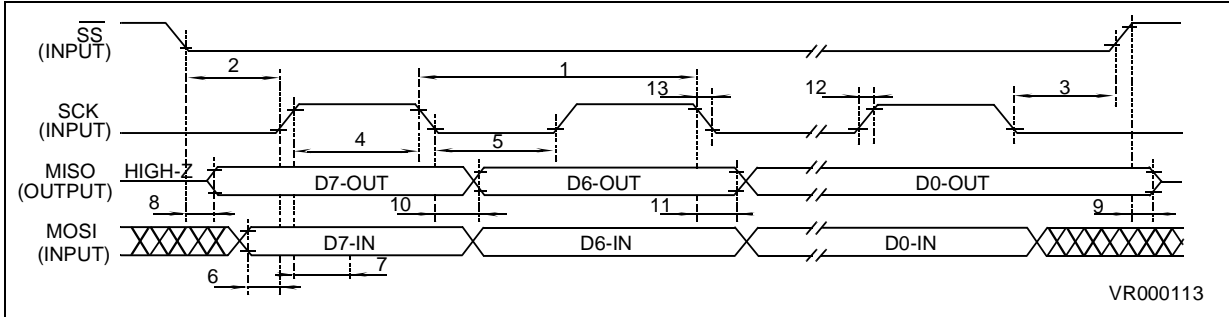 SS
(INPUT)
2
1
13
12
3
SCK
(INPUT)
4
5
MISO
(OUTPUT)
HIGH-Z
D7-OUT
D6-OUT
D0-OUT
8
10
11
9
MOSI
(INPUT)
D7-IN
D6-IN
D0-IN
6
7
VR000113